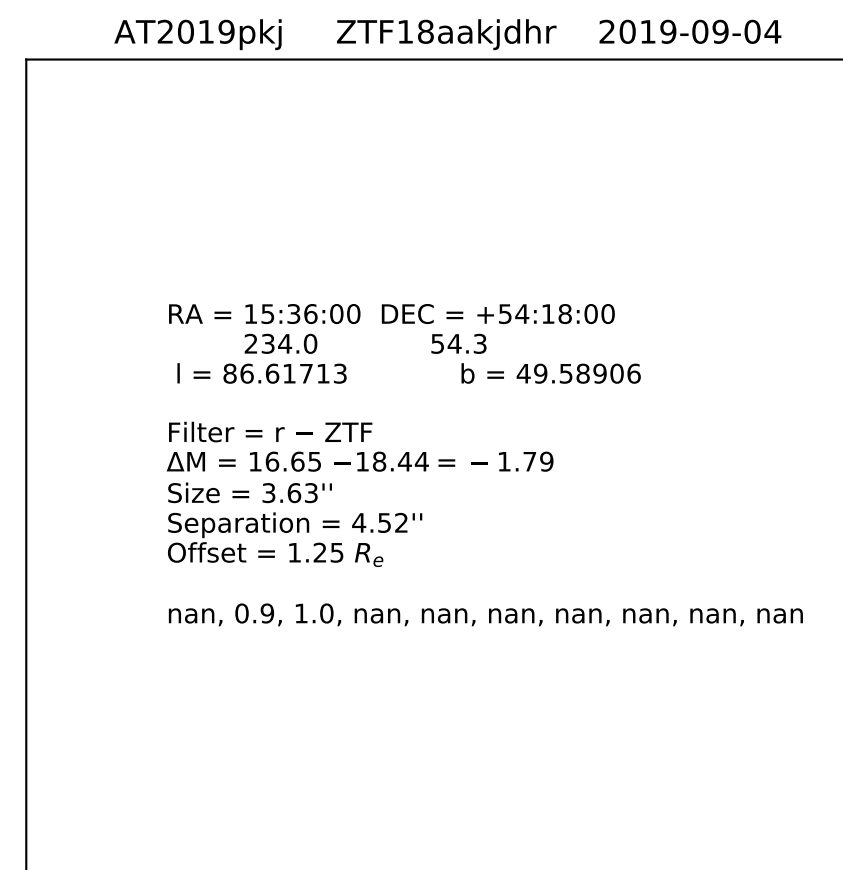 AT2019pkj ZTF18aakjdhr 2019-09-04
RA = 15:36:00 DEC = +54:18:00
234.0 54.3
l = 86.61713 b = 49.58906
Filter = r − ZTF
ΔM = 16.65 −18.44 = − 1.79
Size = 3.63''
Separation = 4.52''
Offset = 1.25 Re
nan, 0.9, 1.0, nan, nan, nan, nan, nan, nan, nan